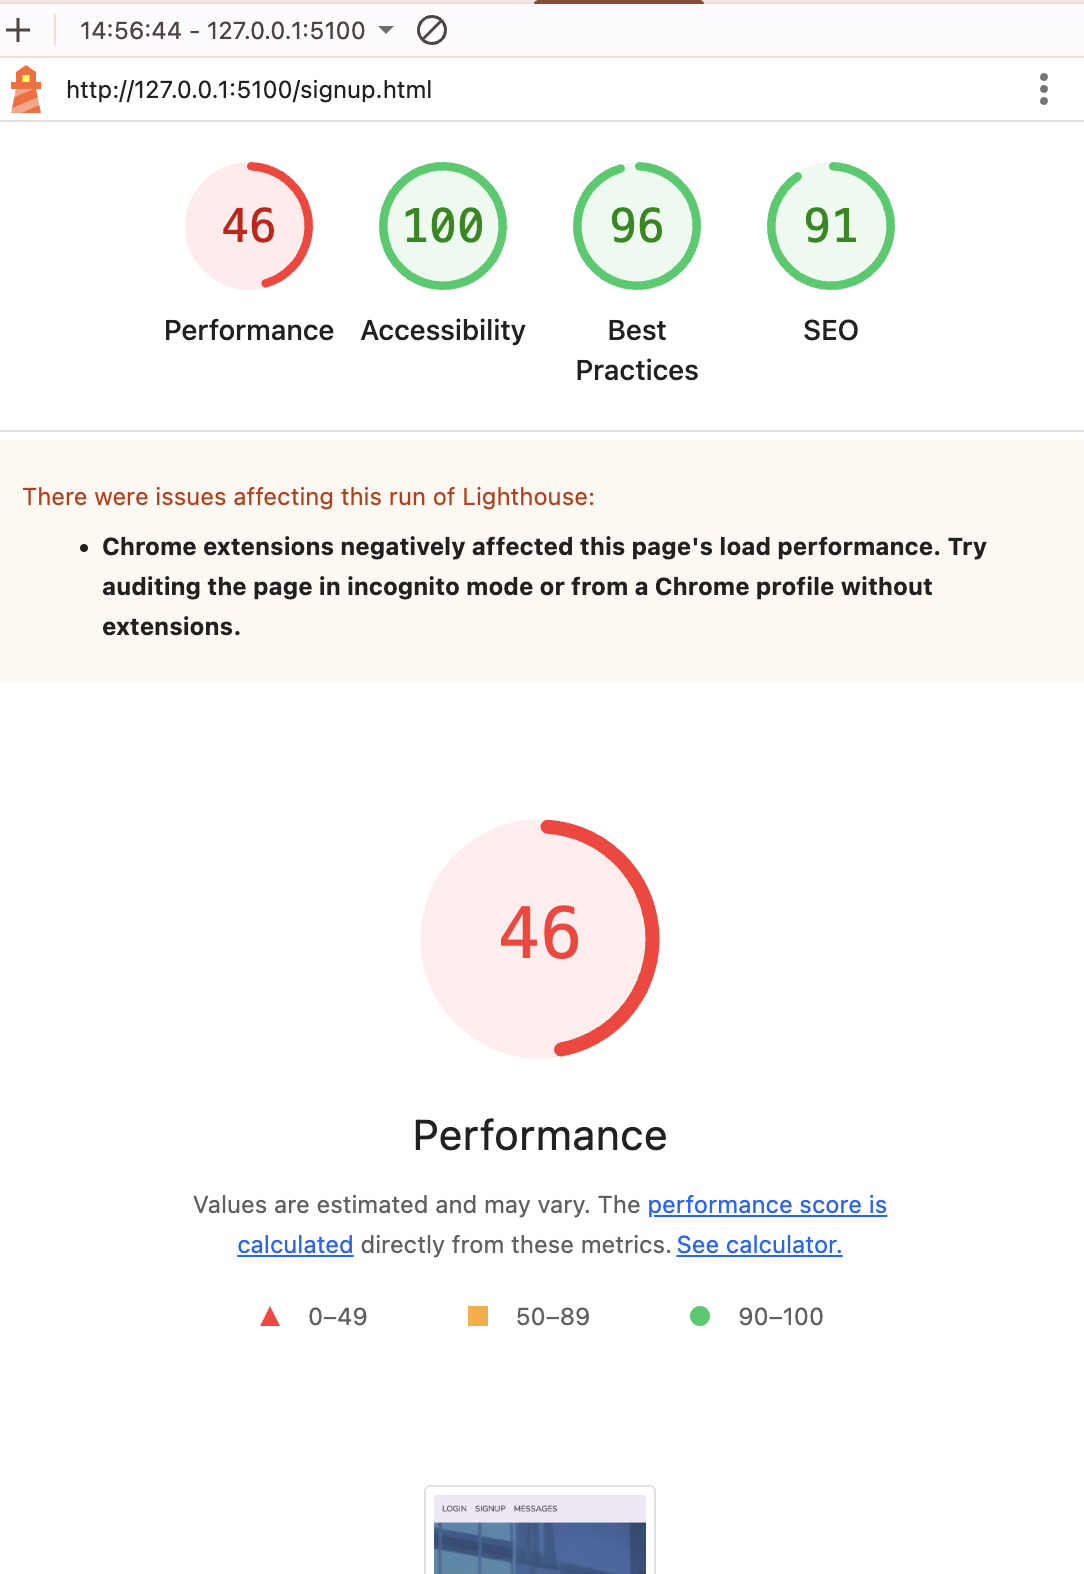 14:56:44 - 127.0.0.1:5100
http://127.0.0.1:5100/signup.html
46
100
96
91
Performance
Accessibility
Best
Practices
SEO
There were issues affecting this run of Lighthouse:
• Chrome extensions negatively affected this page's load performance. Try
auditing the page in incognito mode or from a Chrome profile without
extensions.
46
Performance
Values are estimated and may vary. The performance score is
calculated directly from these metrics. See calculator.
0–49
50–89
90–100
LOGIN SIGNUP MESSAGES